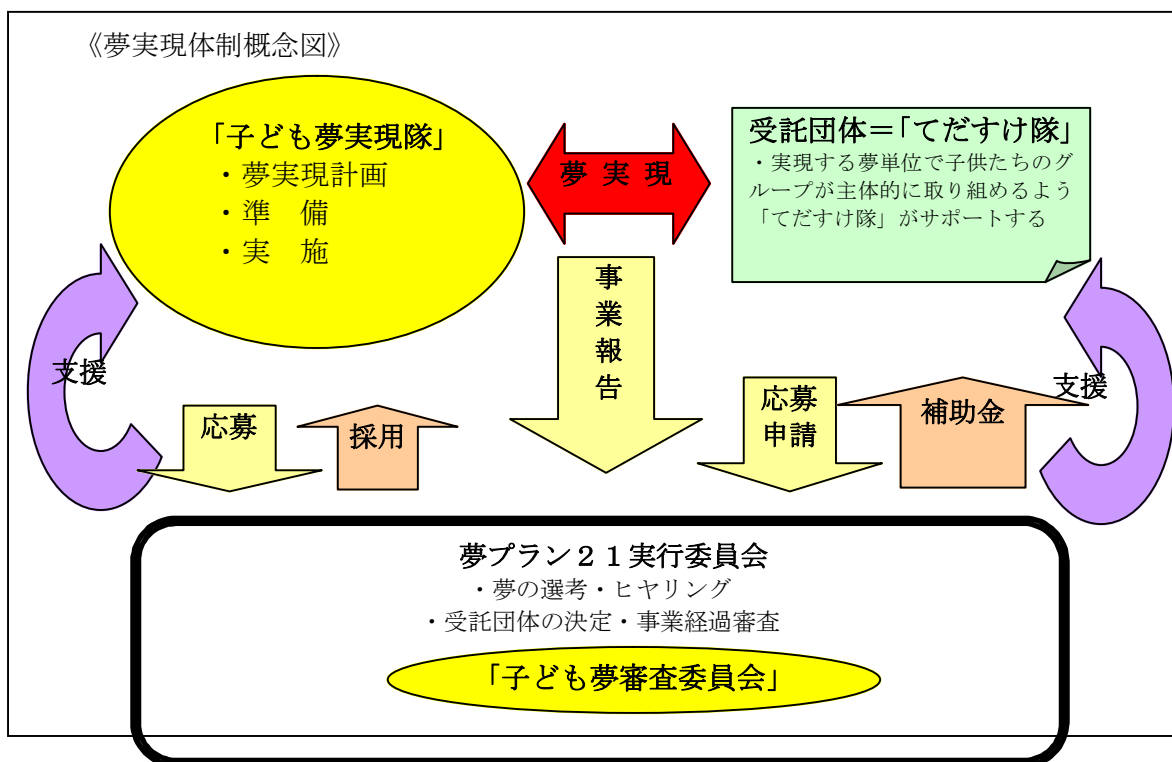 《夢実現体制概念図》
「子ども夢実現隊」
・夢実現計画
・準　備
・実　施
夢 実 現
受託団体＝「てだすけ隊」
・実現する夢単位で子供たちのグ
ループが主体的に取り組めるよう
「てだすけ隊」がサポートする
支援
応募
採用
事
業
報
告
応募
申請
補助金
支援
夢プラン２１実行委員会
・夢の選考・ヒヤリング
・受託団体の決定・事業経過審査
「子ども夢審査委員会」